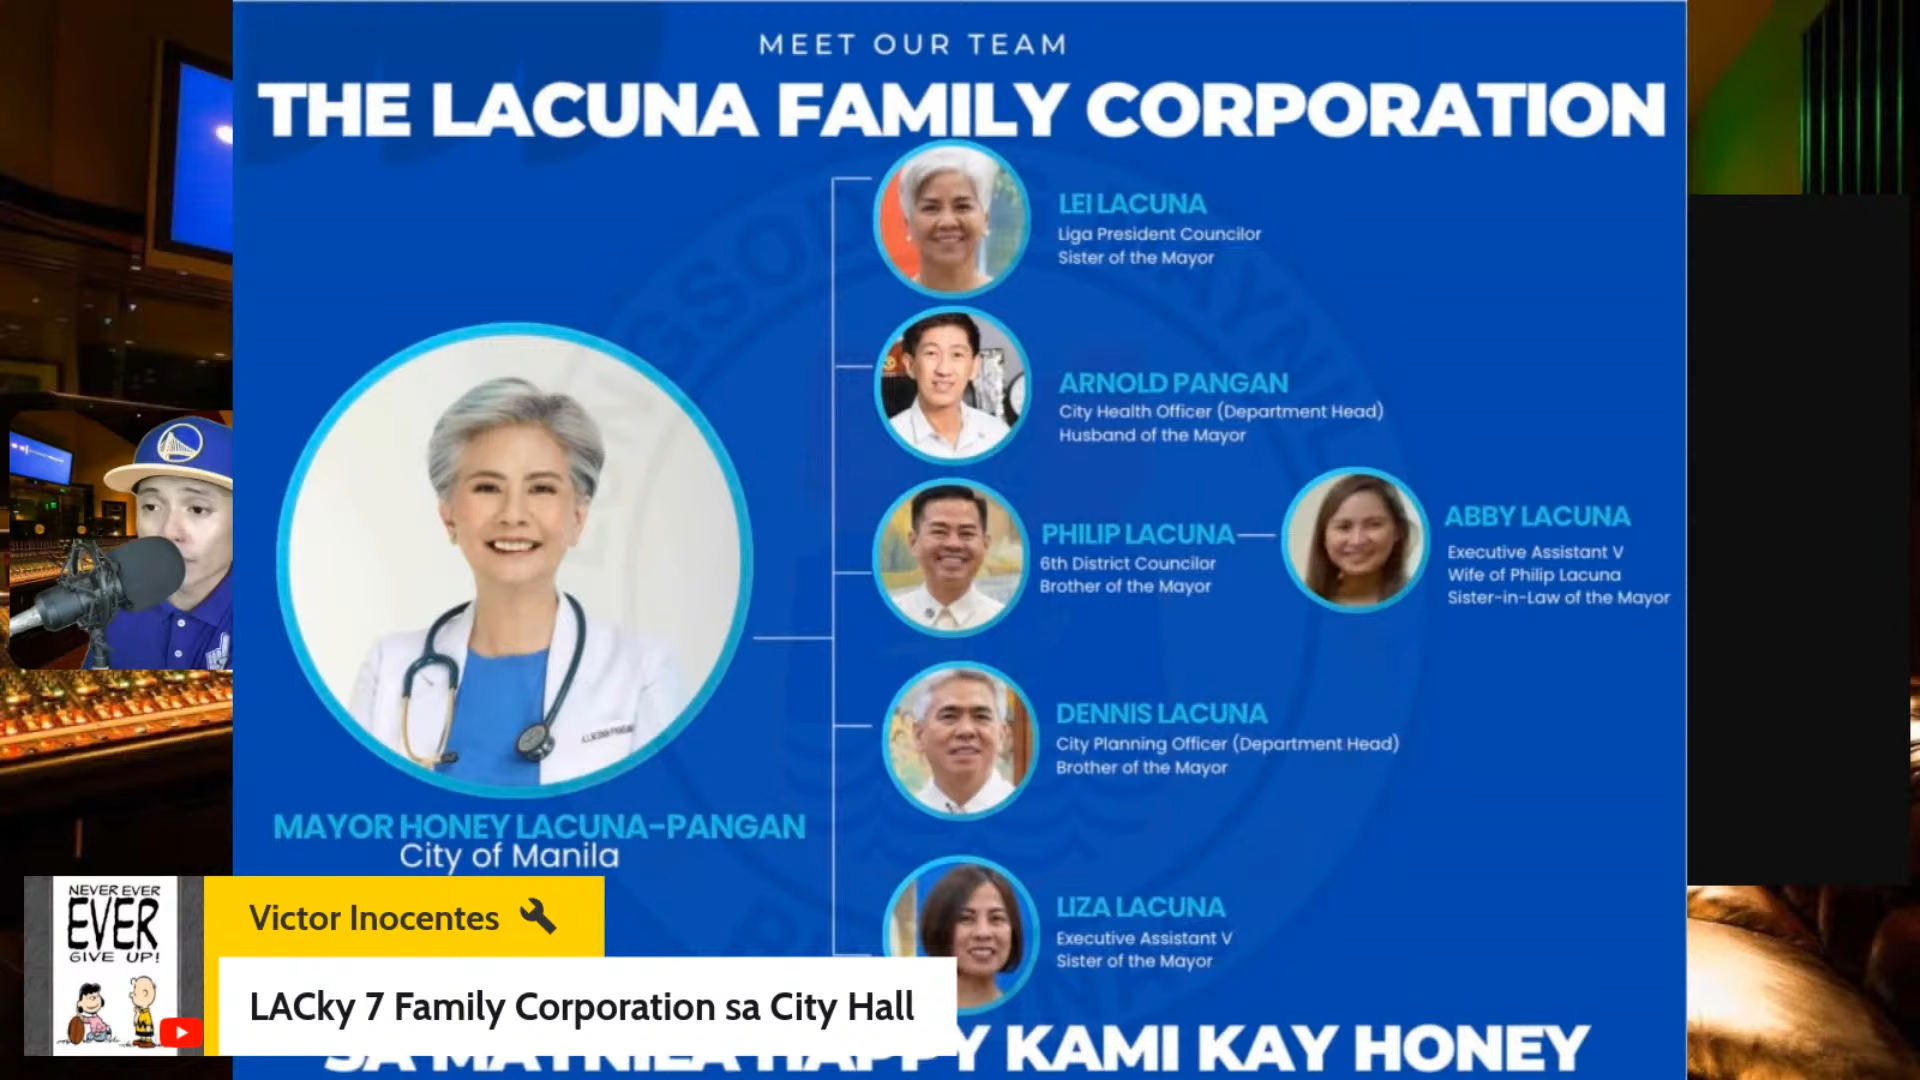 MEET OUR TEAM
THE LACUNA FAMILY CORPORATION
LEI LACUNA
Liga President Councilor
Sister of the Mayor
ARNOLD PANGAN
City Health Officer (Department Head)
Husband of the Mayor
PHILIP LACUNA
6th District Councilor
Brother of the Mayor
ABBY LACUNA
Executive Assistant V
Wife of Philip Lacuna
Sister-in-Law of the Mayor
DENNIS LACUNA
City Planning Officer (Department Head)
Brother of the Mayor
MAYOR HONEY LACUNA-PANGAN
City of Manila
LIZA LACUNA
Executive Assistant V
Sister of the Mayor
NEVER EVER
EVER
GIVE UP!
Victor Inocentes
LACky 7 Family Corporation sa City Hall
SA MAYNILA HAPPY KAMI KAY HONEY